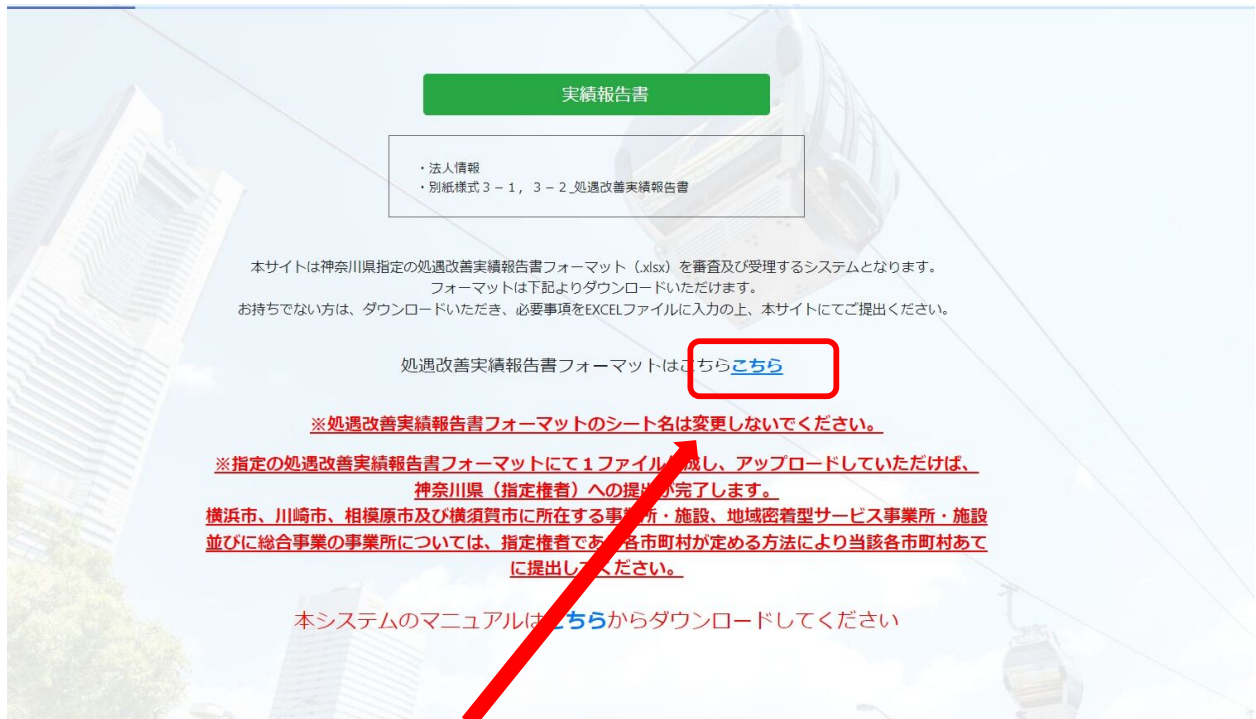 実績報告書
・法人情報
・別紙様式３－１，３－２_処遇改善実績報告書
本サイトは神奈川県指定の処遇改善実績報告書フォーマット（.xlsx）を審査及び受理するシステムとなります。
フォーマットは下記よりダウンロードいただけます。
お持ちでない方は、ダウンロードいただき、必要事項をEXCELファイルに入力の上、本サイトにてご提出ください。
処遇改善実績報告書フォーマットはこちらこちら
※処遇改善実績報告書フォーマットのシート名は変更しないでください。
※指定の処遇改善実績報告書フォーマットにて１ファイル作成し、アップロードしていただけば、
神奈川県（指定権者）への提出が完了します。
横浜市、川崎市、相模原市及び横須賀市に所在する事業所・施設、地域密着型サービス事業所・施設
並びに総合事業の事業所については、指定権者である各市町村が定める方法により当該各市町村あて
に提出してください。
本システムのマニュアルはこちらからダウンロードしてください